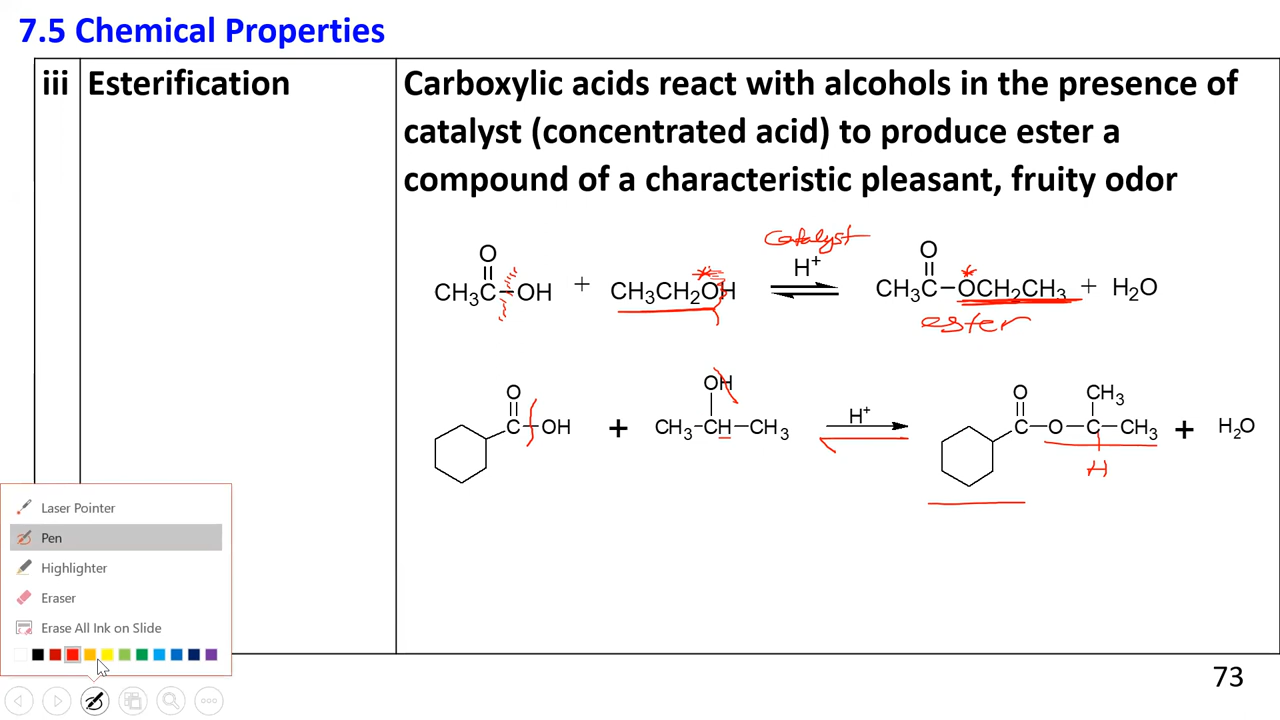 7.5 Chemical Properties
iii Esterification
Carboxylic acids react with alcohols in the presence of
catalyst (concentrated acid) to produce ester a
compound of a characteristic pleasant, fruity odor
catalyst
O O
H+
CH3C–OH + CH3CH2OH ⇌ CH3C–OCH2CH3 + H2O
* *
ester
O OH O CH3
H+
C–OH + CH3–CH–CH3 → C–O–C–CH3 + H2O
H
Laser Pointer
Pen
Highlighter
Eraser
Erase All Ink on Slide
73